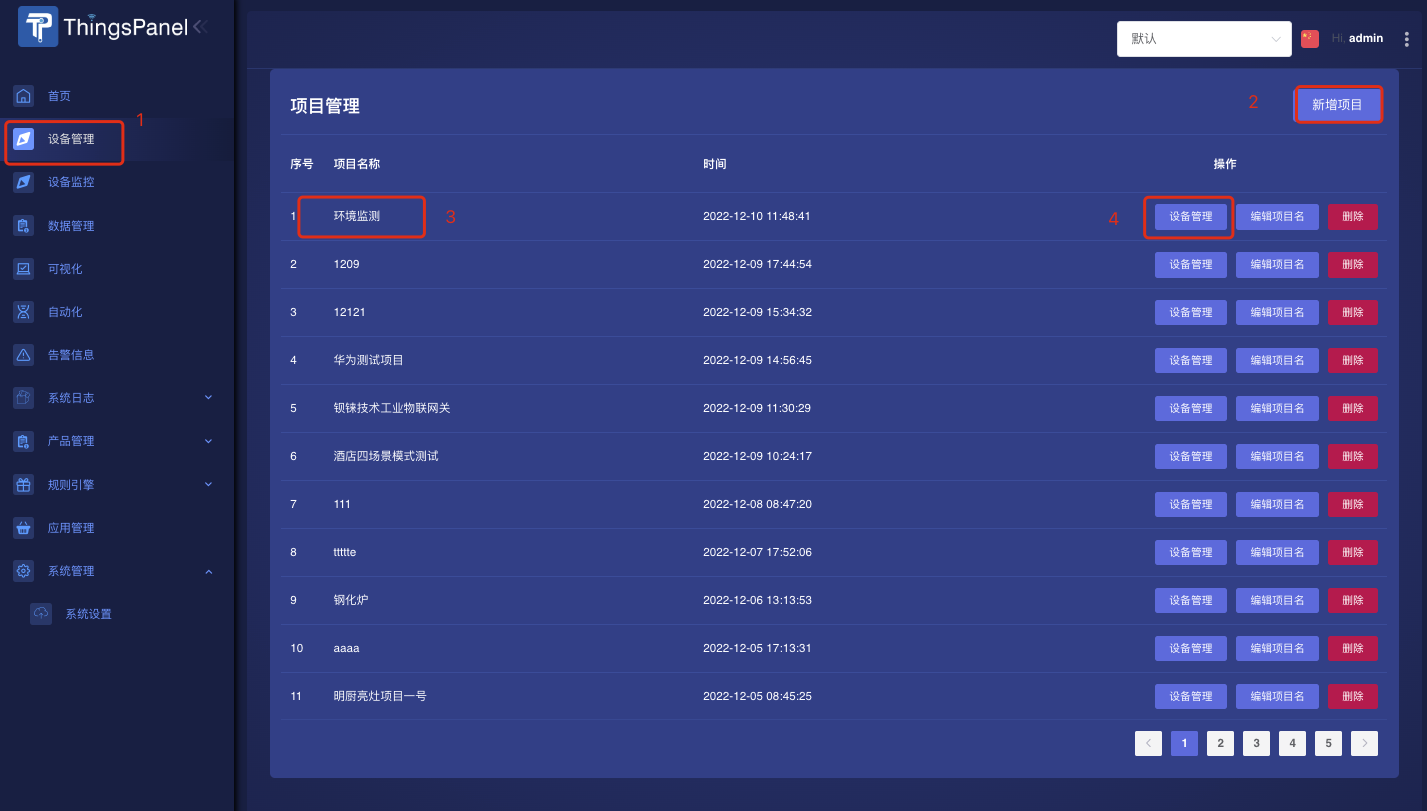 ThingsPanel
默认
Hi, admin
首页
设备管理
1
设备监控
数据管理
可视化
自动化
告警信息
系统日志
产品管理
规则引擎
应用管理
系统管理
系统设置
项目管理
2
新增项目
序号 项目名称 时间 操作
1 环境监测 3 2022-12-10 11:48:41 4 设备管理 编辑项目名 删除
2 1209 2022-12-09 17:44:54 设备管理 编辑项目名 删除
3 12121 2022-12-09 15:34:32 设备管理 编辑项目名 删除
4 华为测试项目 2022-12-09 14:56:45 设备管理 编辑项目名 删除
5 钡铼技术工业物联网关 2022-12-09 11:30:29 设备管理 编辑项目名 删除
6 酒店四场景模式测试 2022-12-09 10:24:17 设备管理 编辑项目名 删除
7 111 2022-12-08 08:47:20 设备管理 编辑项目名 删除
8 ttttte 2022-12-07 17:52:06 设备管理 编辑项目名 删除
9 钢化炉 2022-12-06 13:13:53 设备管理 编辑项目名 删除
10 aaaa 2022-12-05 17:13:31 设备管理 编辑项目名 删除
11 明厨亮灶项目一号 2022-12-05 08:45:25 设备管理 编辑项目名 删除
1 2 3 4 5